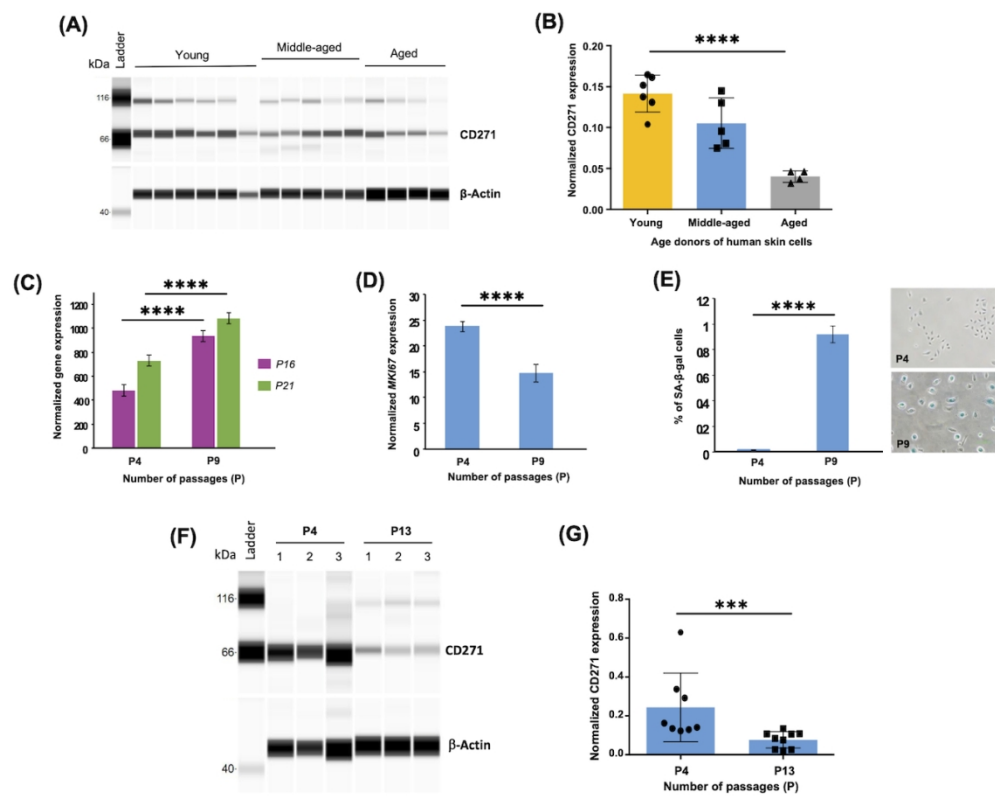 (A)
Ladder
kDa
Young
Middle-aged
Aged
116
66
CD271
β-Actin
40
(B)
****
Normalized CD271 expression
0.20
0.15
0.10
0.05
0.00
Young
Middle-aged
Aged
Age donors of human skin cells
(C)
****
****
Normalized gene expression
1200
1000
800
600
400
200
0
P16
P21
P4
P9
Number of passages (P)
(D)
****
Normalized MKI67 expression
30
25
20
15
10
5
0
P4
P9
Number of passages (P)
(E)
****
% of SA-β-gal cells
12
1
08
06
04
02
0
P4
P9
Number of passages (P)
P4
P9
(F)
Ladder
kDa
P4
P13
1 2 3 1 2 3
116-
66-
CD271
β-Actin
40-
(G)
***
Normalized CD271 expression
0.8
0.6
0.4
0.2
0.0
P4
P13
Number of passages (P)